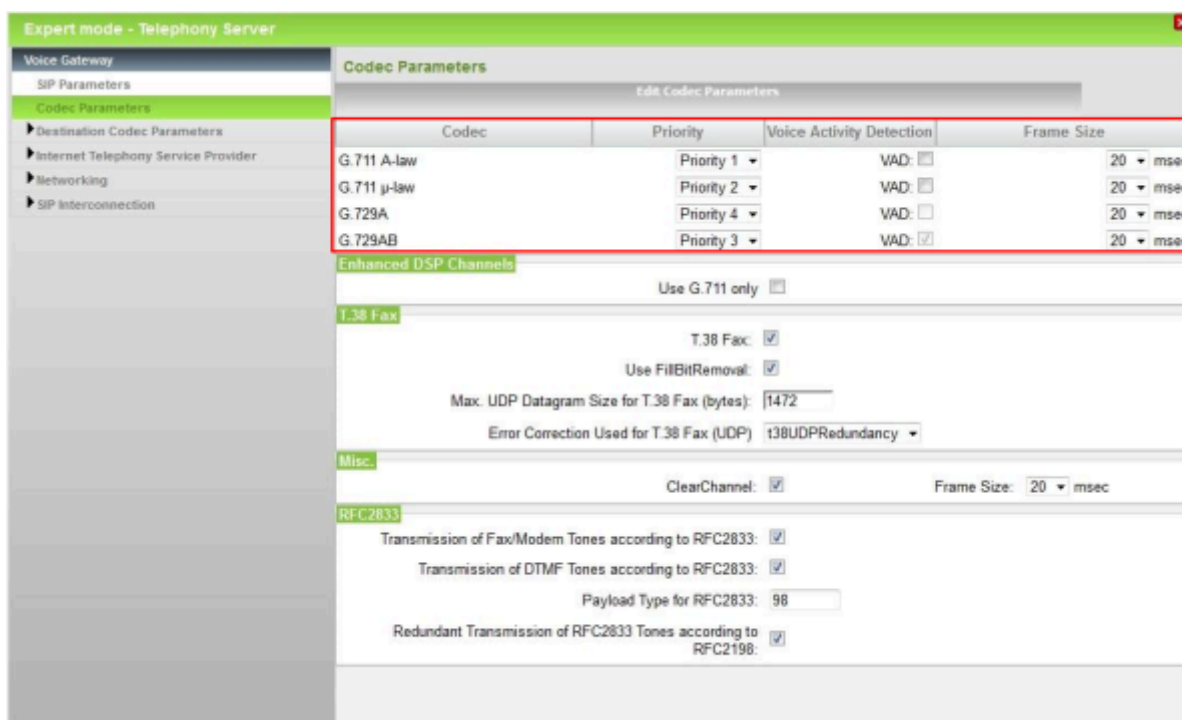 Expert mode - Telephony Server
Voice Gateway
SIP Parameters
Codec Parameters
Destination Codec Parameters
Internet Telephony Service Provider
Networking
SIP Interconnection
Codec Parameters
Edit Codec Parameters
Codec Priority Voice Activity Detection Frame Size
G.711 A-law Priority 1 VAD: 20 msec
G.711 μ-law Priority 2 VAD: 20 msec
G.729A Priority 4 VAD: 20 msec
G.729AB Priority 3 VAD: 20 msec
Enhanced DSP Channels
Use G.711 only
T.38 Fax
T.38 Fax:
Use FillBitRemoval:
Max. UDP Datagram Size for T.38 Fax (bytes): 1472
Error Correction Used for T.38 Fax (UDP) t38UDPRedundancy
Misc.
ClearChannel: Frame Size: 20 msec
RFC2833
Transmission of Fax/Modem Tones according to RFC2833:
Transmission of DTMF Tones according to RFC2833:
Payload Type for RFC2833: 98
Redundant Transmission of RFC2833 Tones according to
RFC2198: